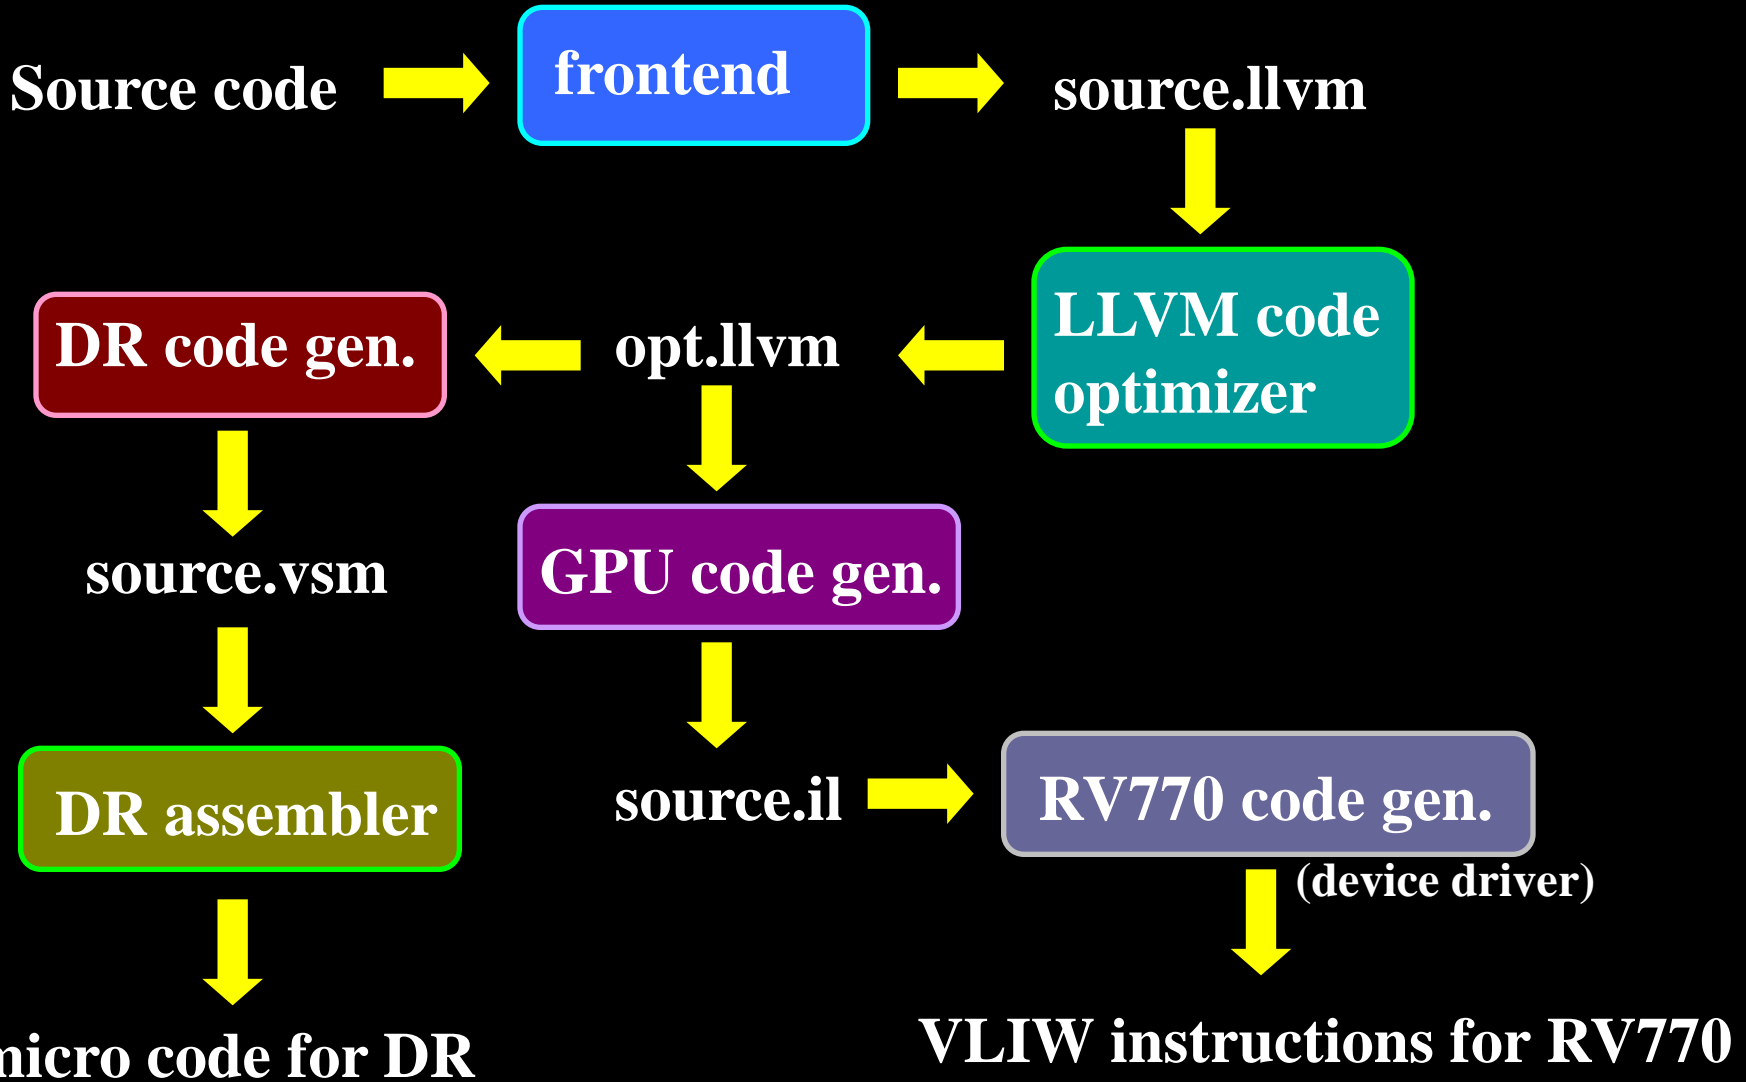 Source code
frontend
source.llvm
LLVM code
optimizer
opt.llvm
DR code gen.
source.vsm
GPU code gen.
DR assembler
source.il
RV770 code gen.
(device driver)
micro code for DR
VLIW instructions for RV770